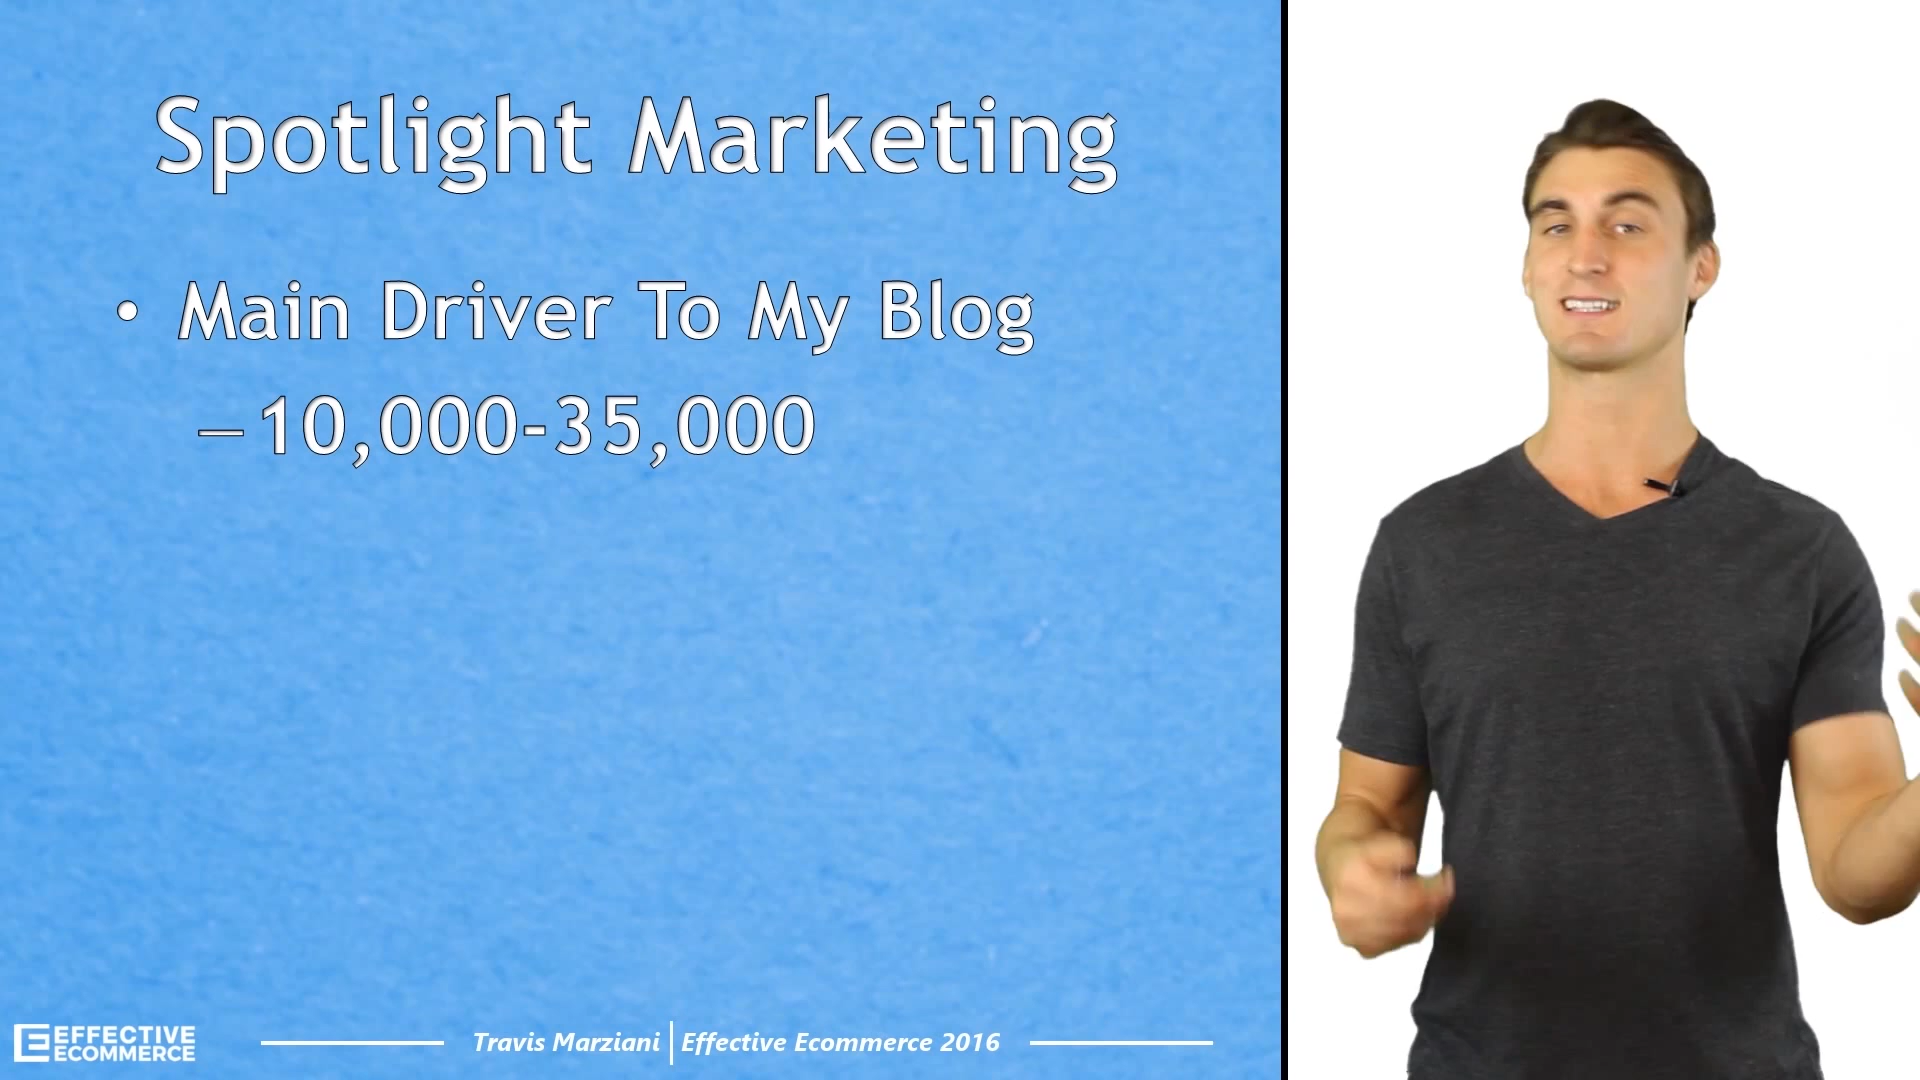 Spotlight Marketing
• Main Driver To My Blog
–10,000-35,000
EFFECTIVE
ECOMMERCE
Travis Marziani | Effective Ecommerce 2016